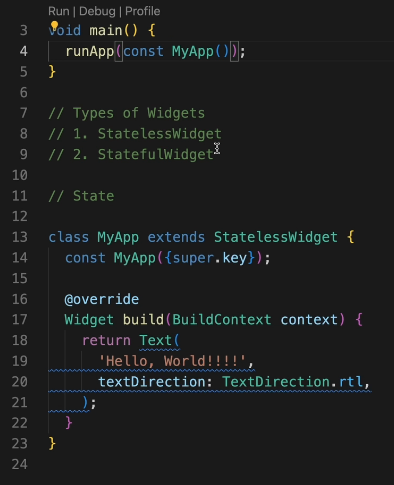 Run | Debug | Profile
3 void main() {
4 runApp(const MyApp());
5 }
6
7 // Types of Widgets
8 // 1. StatelessWidget
9 // 2. StatefulWidget
10
11 // State
12
13 class MyApp extends StatelessWidget {
14 const MyApp({super.key});
15
16 @override
17 Widget build(BuildContext context) {
18 return Text(
19 'Hello, World!!!!',
20 textDirection: TextDirection.rtl,
21 );
22 }
23 }
24